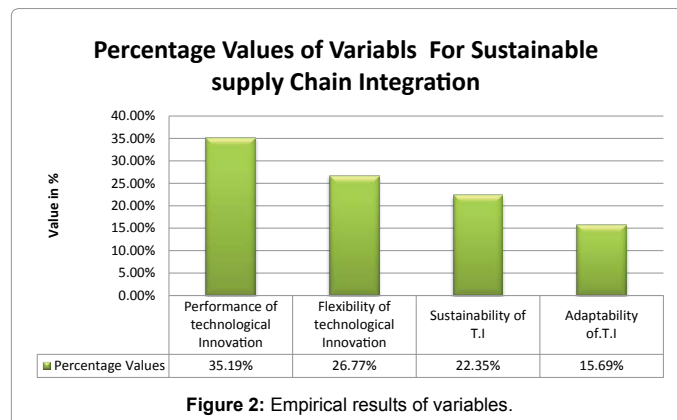 Percentage Values of Variabls For Sustainable
supply Chain Integration
Value in %
40.00%
35.00%
30.00%
25.00%
20.00%
15.00%
10.00%
5.00%
0.00%
Performance of
technological
Innovation
Flexibility of
technological
Innovation
Sustainability of
T.I
Adaptability
of.T.I
Percentage Values 35.19% 26.77% 22.35% 15.69%
Figure 2: Empirical results of variables.